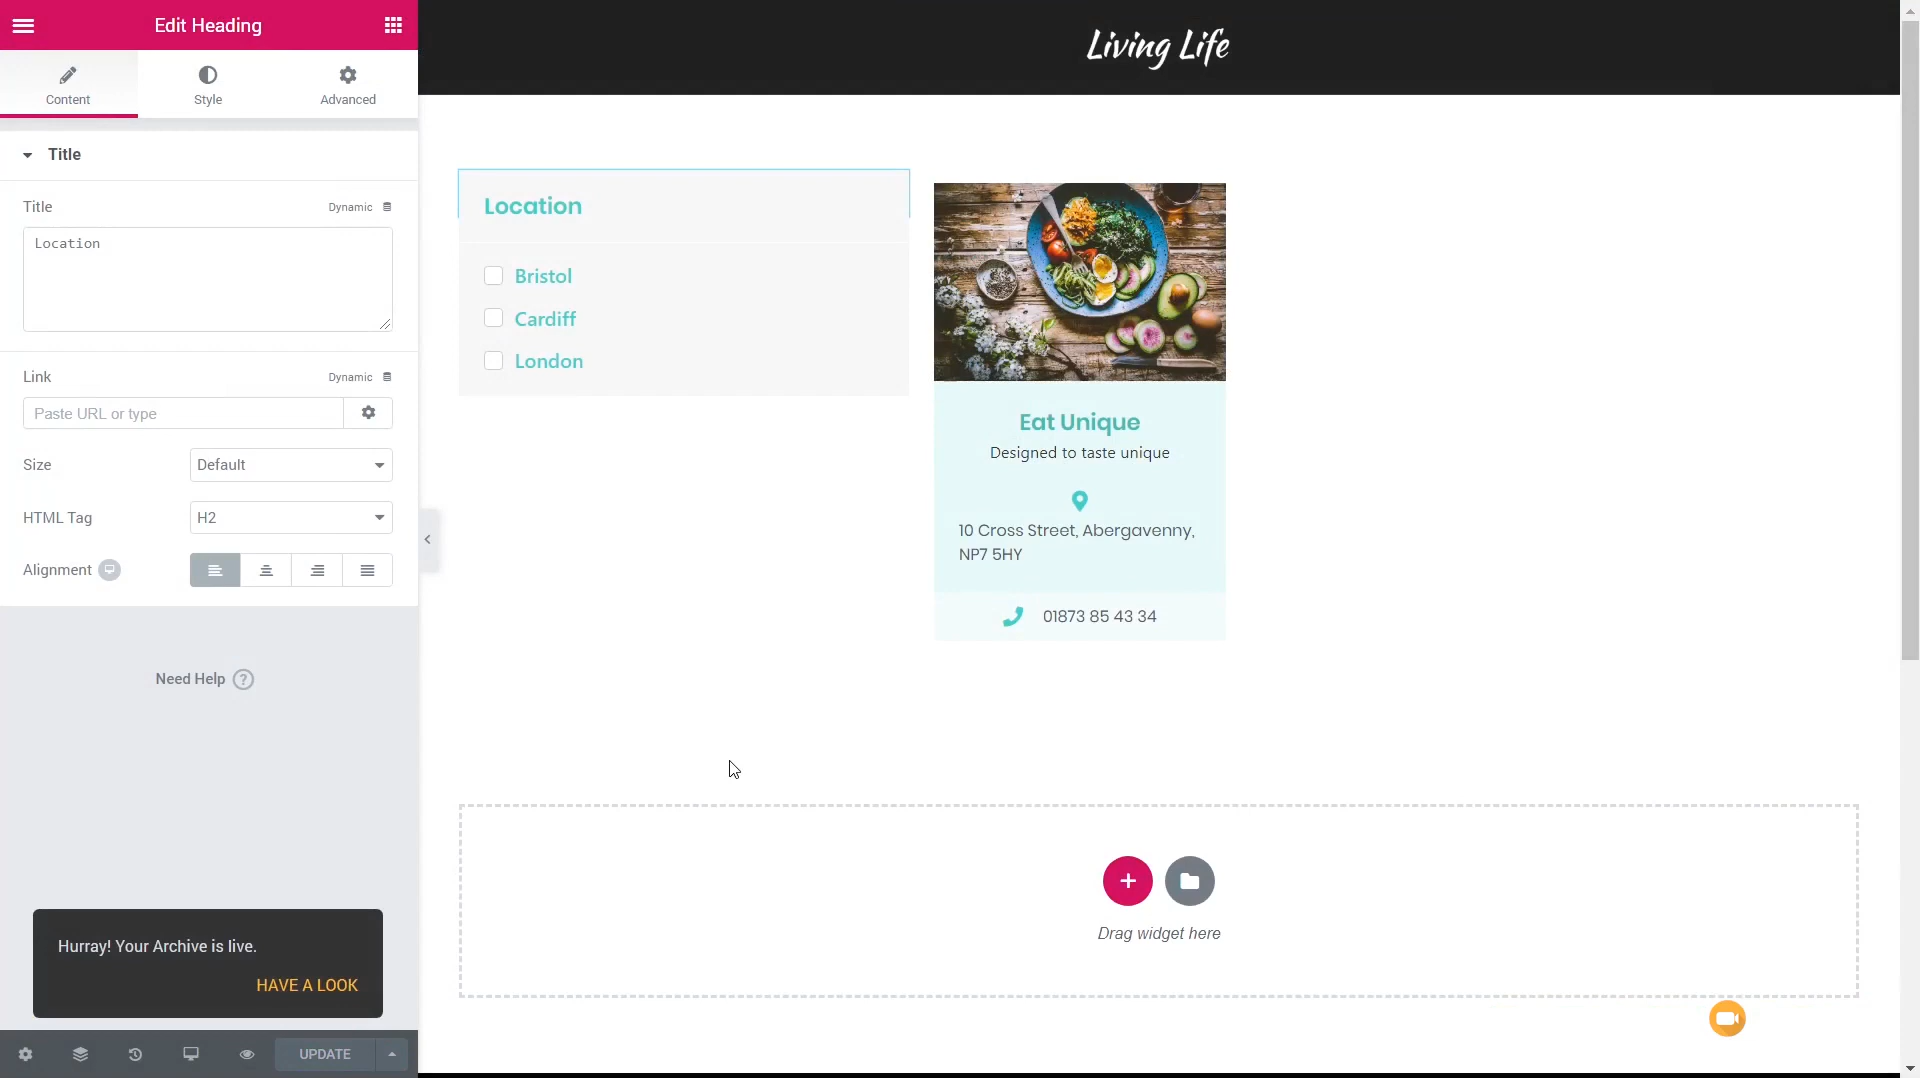 Edit Heading
Content
Style
Advanced
Title
Title
Dynamic
Location
Link
Dynamic
Paste URL or type
Size
Default
HTML Tag
H2
Alignment
Need Help
?
Hurray! Your Archive is live.
HAVE A LOOK
UPDATE
Living Life
Location
Bristol
Cardiff
London
Eat Unique
Designed to taste unique
10 Cross Street, Abergavenny,
NP7 5HY
01873 85 43 34
Drag widget here